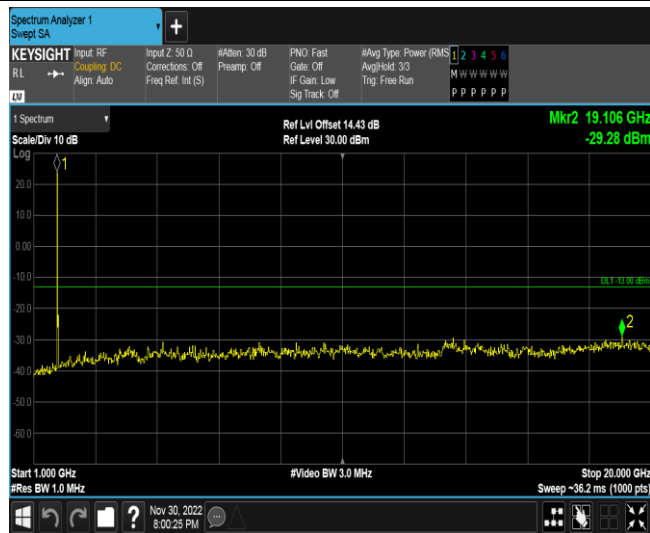 Spectrum Analyzer 1
Swept SA
+
KEYSIGHT
RL
LXI
Input: RF
Coupling: DC
Align: Auto
Input Z: 50 Ω
Corrections: Off
Freq Ref: Int (S)
#Atten: 30 dB
Preamp: Off
PNO: Fast
Gate: Off
IF Gain: Low
Sig Track: Off
#Avg Type: Power (RMS
Avg|Hold: 3/3
Trig: Free Run
1 2 3 4 5 6
M W W W W W
P P P P P P
1 Spectrum
Scale/Div 10 dB
Log
Ref Lvl Offset 14.43 dB
Ref Level 30.00 dBm
Mkr2 19.106 GHz
-29.28 dBm
1
20.0
10.0
0.00
-10.0
DL1 -13.00 dBm
-20.0
2
-30.0
-40.0
-50.0
-60.0
Start 1.000 GHz
#Res BW 1.0 MHz
#Video BW 3.0 MHz
Stop 20.000 GHz
Sweep ~36.2 ms (1000 pts)
?
Nov 30, 2022
8:00:25 PM